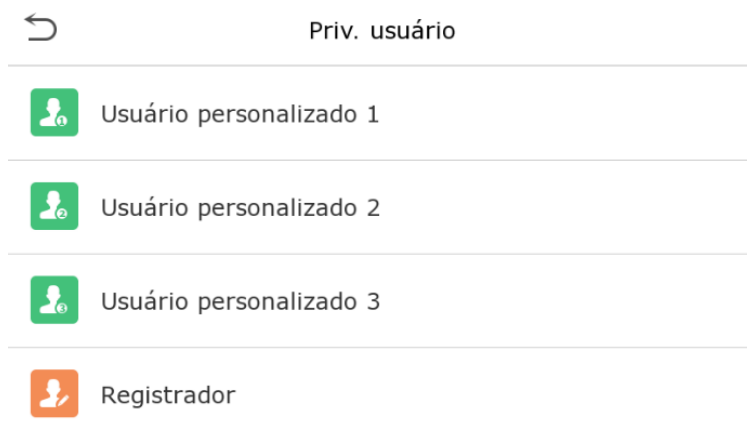 Priv. usuário
Usuário personalizado 1
Usuário personalizado 2
Usuário personalizado 3
Registrador